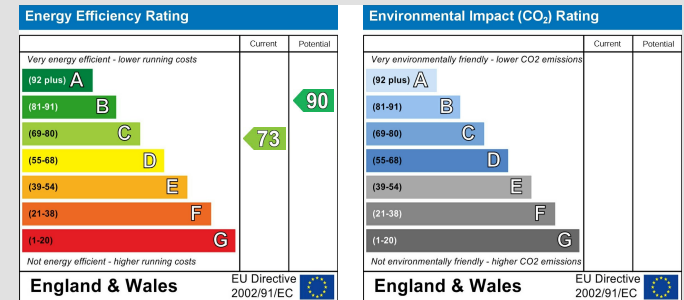 Energy Efficiency Rating
Current Potential
Very energy efficient - lower running costs
(92 plus) A
(81-91) B
90
(69-80) C
73
(55-68) D
(39-54) E
(21-38) F
(1-20) G
Not energy efficient - higher running costs
England & Wales
EU Directive
2002/91/EC
Environmental Impact (CO₂) Rating
Current Potential
Very environmentally friendly - lower CO2 emissions
(92 plus) A
(81-91) B
(69-80) C
(55-68) D
(39-54) E
(21-38) F
(1-20) G
Not environmentally friendly - higher CO2 emissions
England & Wales
EU Directive
2002/91/EC